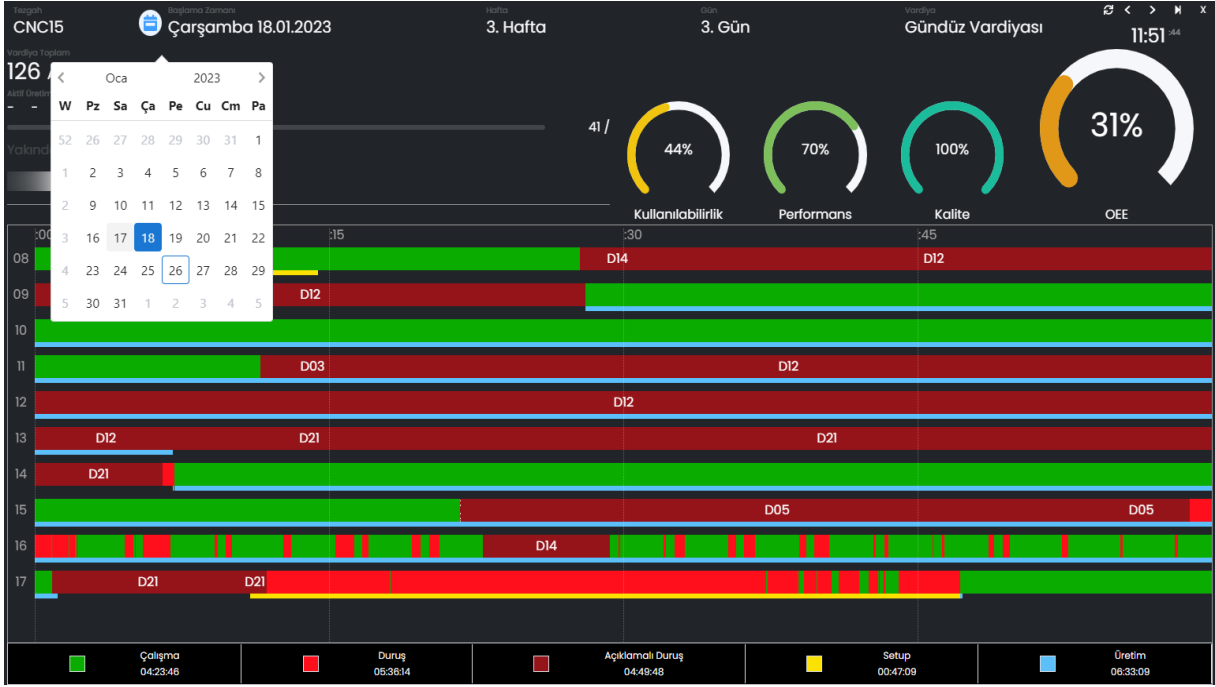 Tezgah
CNC15
Başlama Zamanı
Çarşamba 18.01.2023
Hafta
3. Hafta
Gün
3. Gün
Vardiya
Gündüz Vardiyası
X
11:51 :44
Vardiya Toplam
126
Aktif Üretim
- -
41 /
Oca 2023
W Pz Sa Ça Pe Cu Cm Pa
52 26 27 28 29 30 31 1
1 2 3 4 5 6 7 8
2 9 10 11 12 13 14 15
3 16 17 18 19 20 21 22
4 23 24 25 26 27 28 29
5 30 31 1 2 3 4 5
44%
Kullanılabilirlik
70%
Performans
100%
Kalite
31%
OEE
:00 :15 :30 :45
08 D14 D12
09 D12
10
11 D03 D12
12 D12
13 D12 D21 D21
14 D21
15 D05 D05
16 D14
17 D21 D21
Çalışma
04:23:46
Duruş
05:36:14
Açıklamalı Duruş
04:49:48
Setup
00:47:09
Üretim
06:33:09